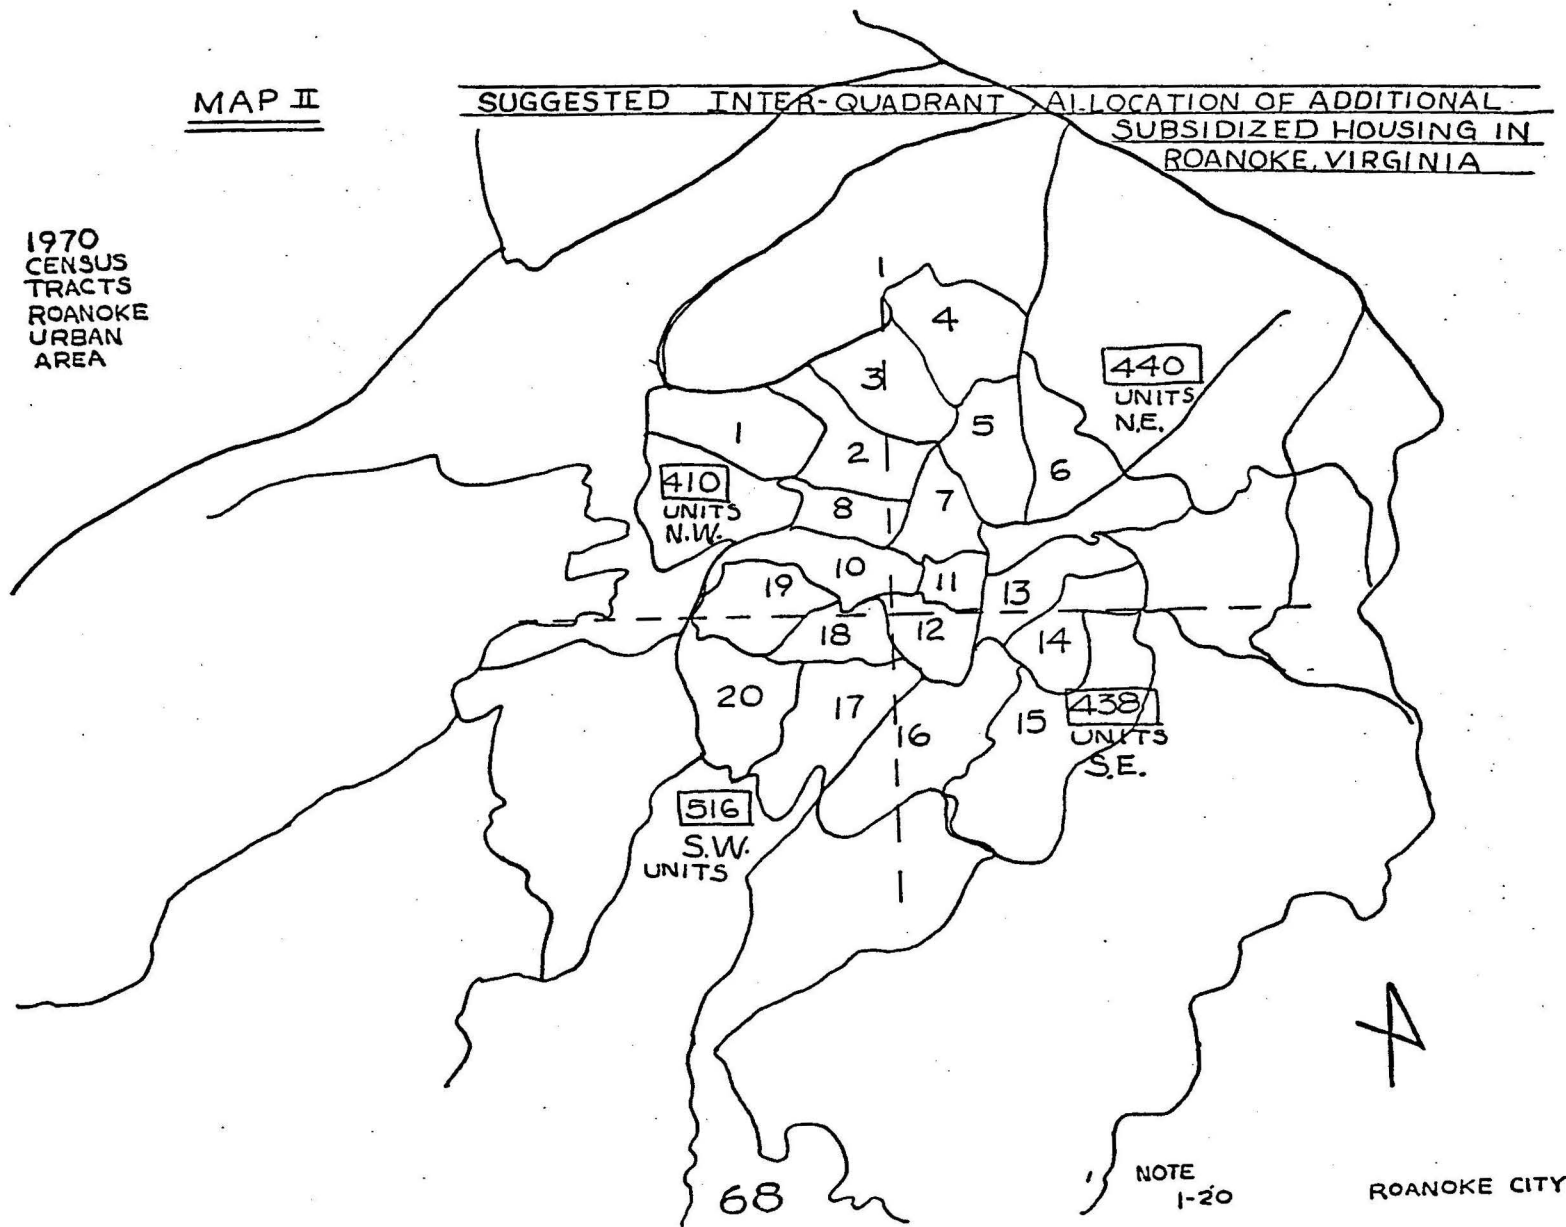 MAP II
SUGGESTED INTER-QUADRANT ALLOCATION OF ADDITIONAL
SUBSIDIZED HOUSING IN
ROANOKE, VIRGINIA
1970
CENSUS
TRACTS
ROANOKE
URBAN
AREA
4
3
440
UNITS
N.E.
1
2
5
6
410
UNITS
N.W.
8
7
10
11
19
13
18
12
14
20
17
16
15
438
UNITS
S.E.
516
S.W.
UNITS
68
NOTE
1-20
ROANOKE CITY